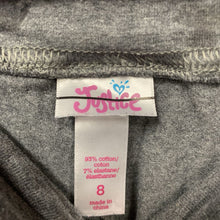 Justice
93% cotton/
coton
7% elastane/
élasthanne
8
made in
china